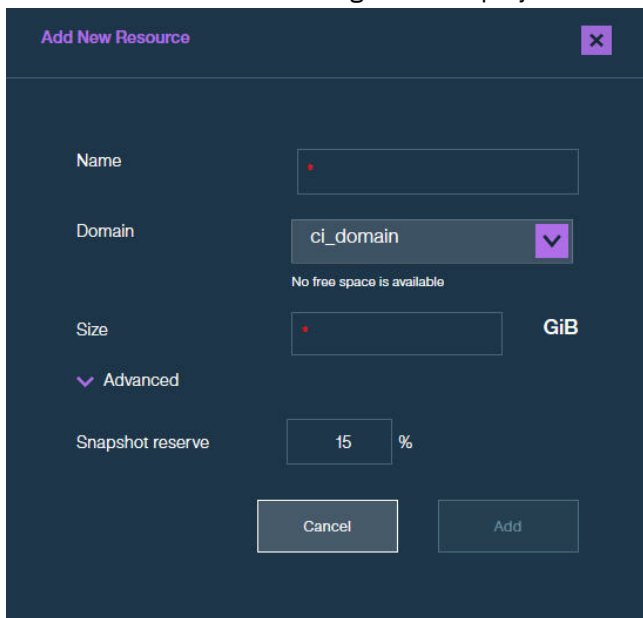 Add New Resource
Name
*
Domain
ci_domain
No free space is available
Size
*
GiB
Advanced
Snapshot reserve
15
%
Cancel
Add